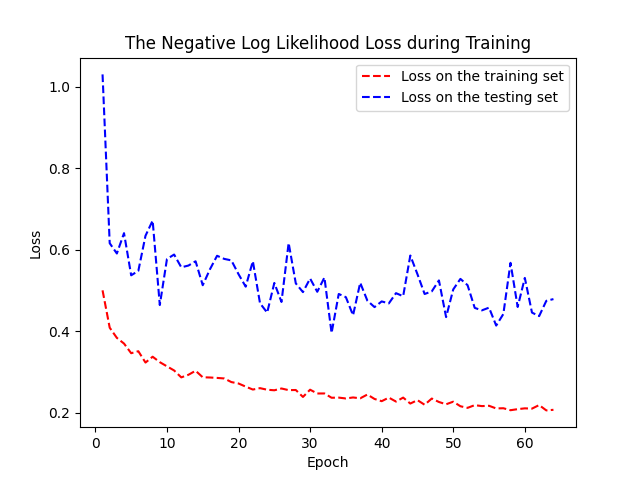 The Negative Log Likelihood Loss during Training
Loss on the training set
Loss on the testing set
1.0
0.8
0.6
0.4
0.2
Loss
0
10
20
30
40
50
60
Epoch